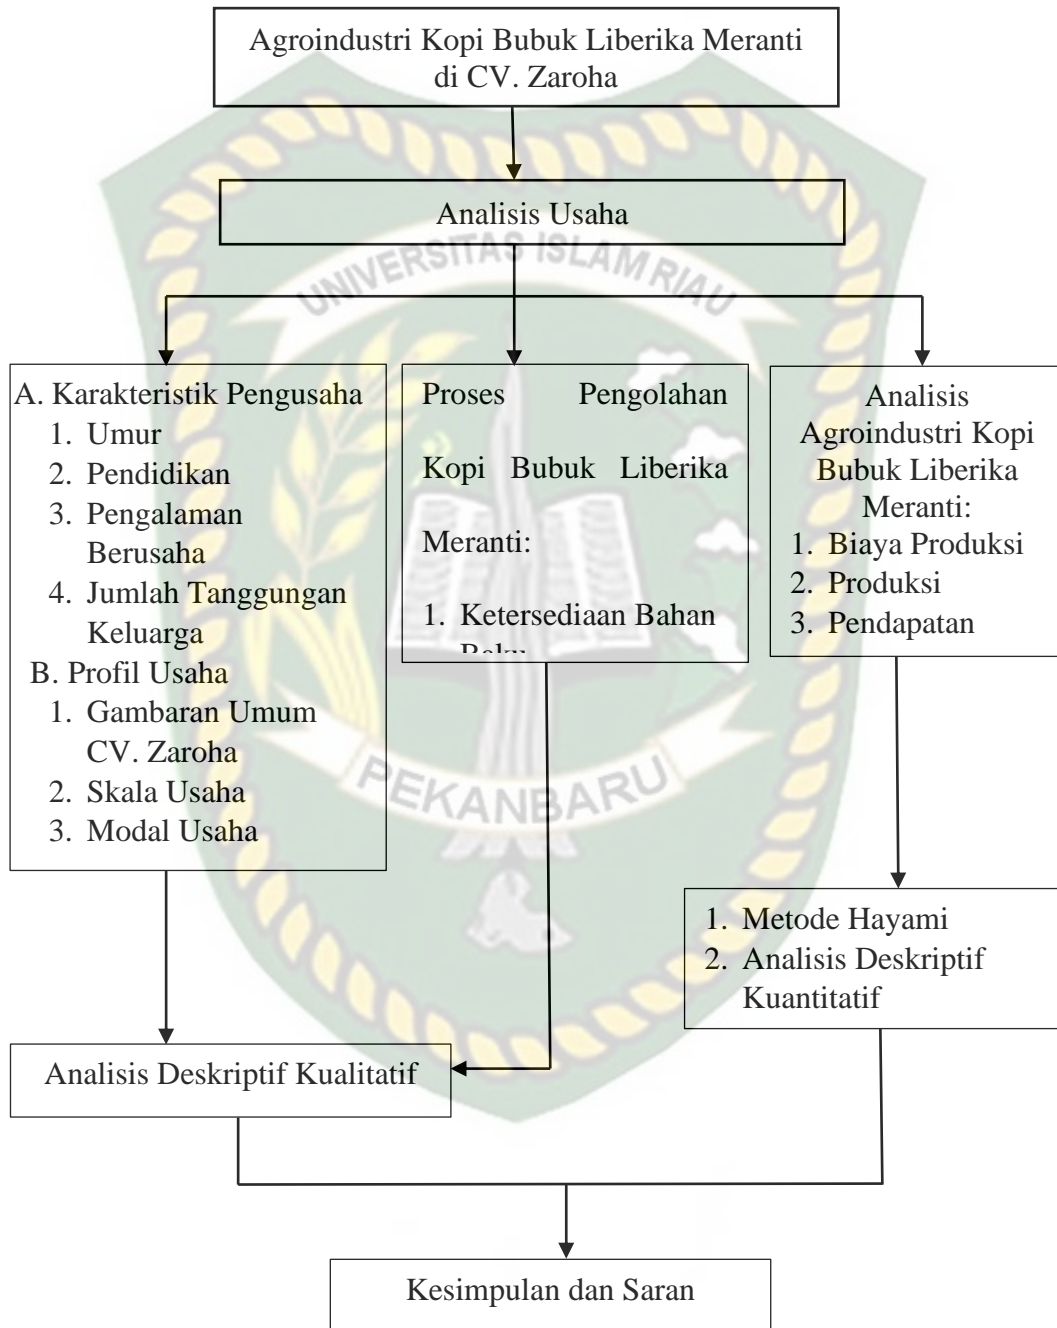 Agroindustri Kopi Bubuk Liberika Meranti
di CV. Zaroha
Analisis Usaha
UNIVERSITAS ISLAM RIAU
A. Karakteristik Pengusaha
1. Umur
2. Pendidikan
3. Pengalaman
Berusaha
4. Jumlah Tanggungan
Keluarga
B. Profil Usaha
1. Gambaran Umum
CV. Zaroha
2. Skala Usaha
3. Modal Usaha
Proses Pengolahan
Kopi Bubuk Liberika
Meranti:
1. Ketersediaan Bahan
Analisis
Agroindustri Kopi
Bubuk Liberika
Meranti:
1. Biaya Produksi
2. Produksi
3. Pendapatan
PEKANBARU
1. Metode Hayami
2. Analisis Deskriptif
Kuantitatif
Analisis Deskriptif Kualitatif
Kesimpulan dan Saran